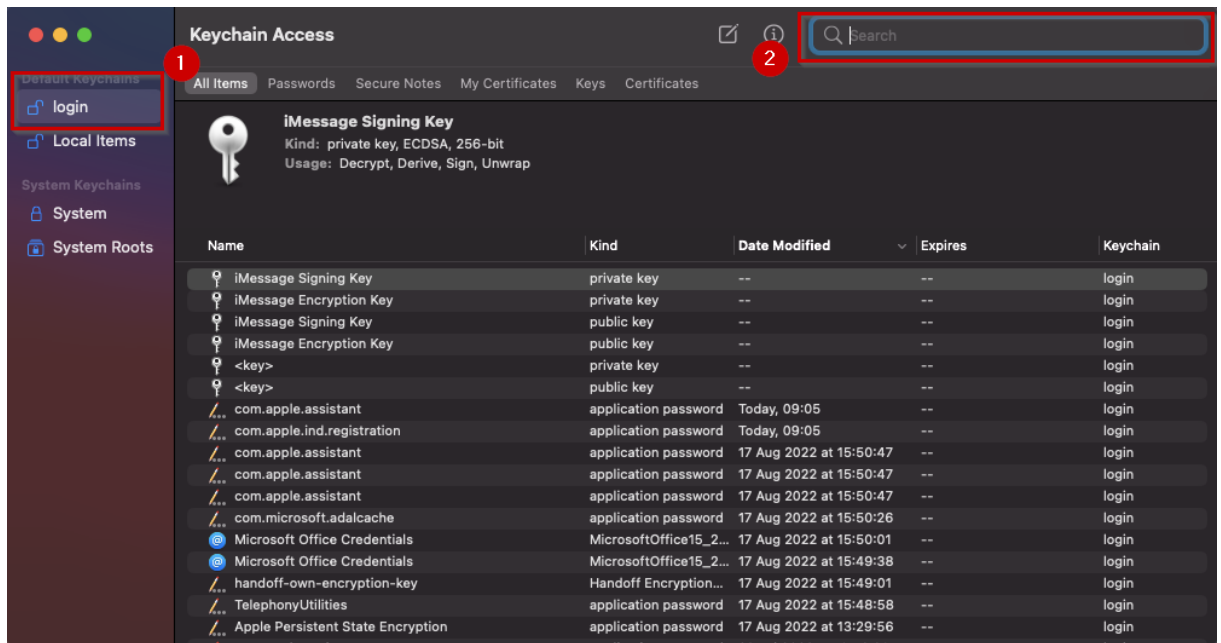 Keychain Access
Search
1
2
Default Keychains
login
Local Items
System Keychains
System
System Roots
All Items Passwords Secure Notes My Certificates Keys Certificates
iMessage Signing Key
Kind: private key, ECDSA, 256-bit
Usage: Decrypt, Derive, Sign, Unwrap
Name Kind Date Modified Expires Keychain
iMessage Signing Key private key -- -- login
iMessage Encryption Key private key -- -- login
iMessage Signing Key public key -- -- login
iMessage Encryption Key public key -- -- login
<key> private key -- -- login
<key> public key -- -- login
com.apple.assistant application password Today, 09:05 -- login
com.apple.ind.registration application password Today, 09:05 -- login
com.apple.assistant application password 17 Aug 2022 at 15:50:47 -- login
com.apple.assistant application password 17 Aug 2022 at 15:50:47 -- login
com.apple.assistant application password 17 Aug 2022 at 15:50:47 -- login
com.microsoft.adalcache application password 17 Aug 2022 at 15:50:26 -- login
Microsoft Office Credentials MicrosoftOffice15_2... 17 Aug 2022 at 15:50:01 -- login
Microsoft Office Credentials MicrosoftOffice15_2... 17 Aug 2022 at 15:49:38 -- login
handoff-own-encryption-key Handoff Encryption... 17 Aug 2022 at 15:49:01 -- login
TelephonyUtilities application password 17 Aug 2022 at 15:48:58 -- login
Apple Persistent State Encryption application password 17 Aug 2022 at 13:29:56 -- login